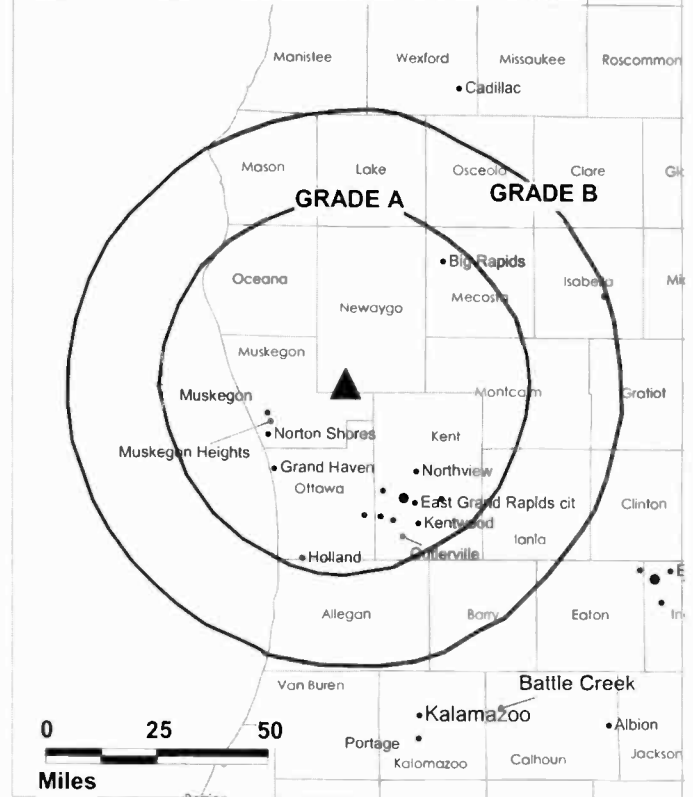 Manistee
Wexford
Missaukee
Roscommon
Cadillac
Mason
Lake
Osceola
Clare
GRADE A
GRADE B
Big Rapids
Oceana
Isabella
Mecosta
Newaygo
Muskegon
Muskegon
Montcalm
Gratiot
Norton Shores
Kent
Muskegon Heights
Grand Haven
Northview
Ottawa
East Grand Rapids cit
Clinton
Kentwood
Ionia
Cutlerville
Holland
Allegan
Barry
Eaton
Van Buren
Battle Creek
Kalamazoo
Albion
Portage
Kalamazoo
Calhoun
Jackson
0 25 50
Miles